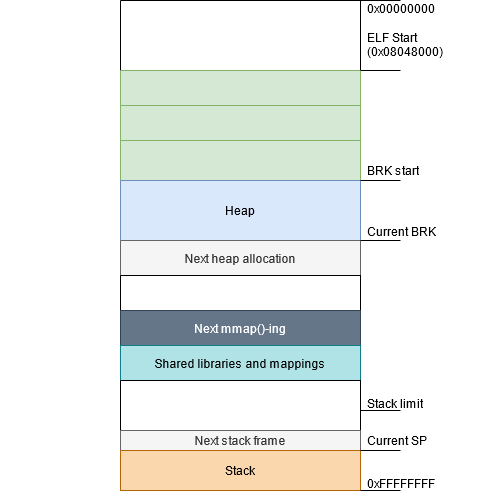 0x00000000
ELF Start
(0x08048000)
BRK start
Heap
Current BRK
Next heap allocation
Next mmap()-ing
Shared libraries and mappings
Stack limit
Next stack frame
Current SP
Stack
0xFFFFFFFF